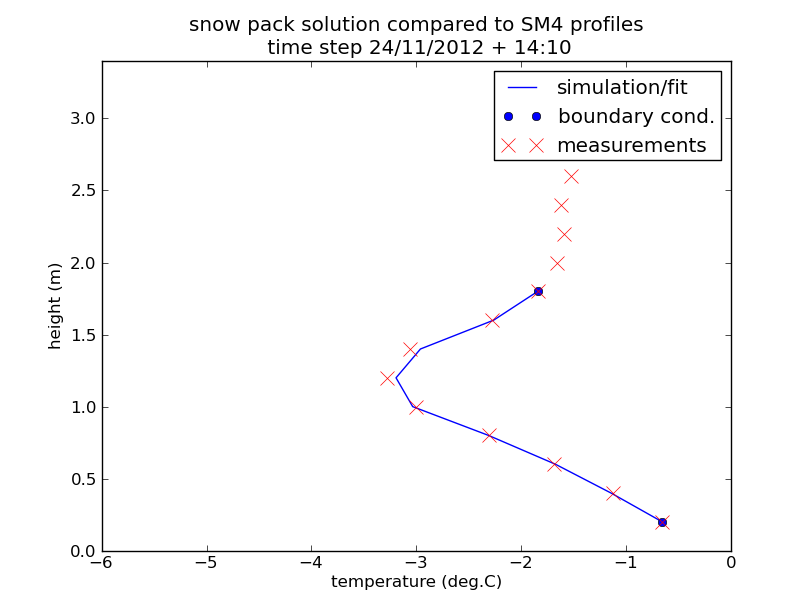 snow pack solution compared to SM4 profiles
time step 24/11/2012 + 14:10
simulation/fit
boundary cond.
measurements
3.0
2.5
2.0
1.5
1.0
0.5
0.0
height (m)
−6 −5 −4 −3 −2 −1 0
temperature (deg.C)